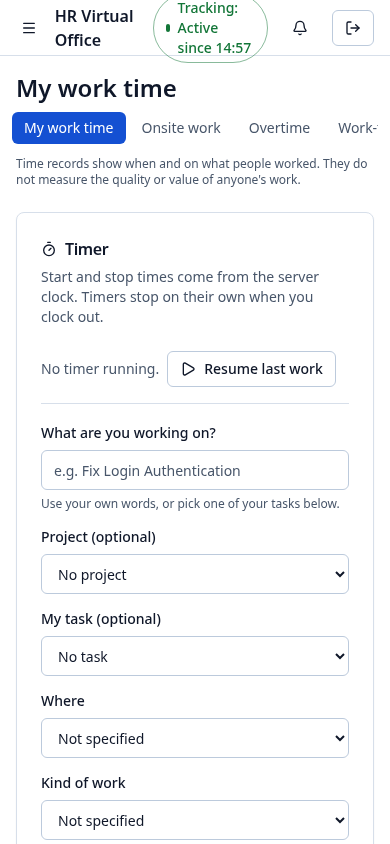 HR Virtual
Office
Tracking:
Active
since 14:57
My work time
My work time
Onsite work
Overtime
Work-
Time records show when and on what people worked. They do
not measure the quality or value of anyone's work.
Timer
Start and stop times come from the server
clock. Timers stop on their own when you
clock out.
No timer running.
Resume last work
What are you working on?
e.g. Fix Login Authentication
Use your own words, or pick one of your tasks below.
Project (optional)
No project
My task (optional)
No task
Where
Not specified
Kind of work
Not specified